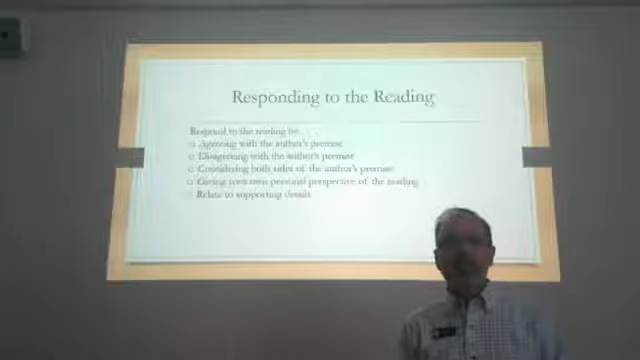 Responding to the Reading
Respond to the reading by:
Agreeing with the author's premise
Disagreeing with the author's premise
Considering both sides of the author's premise
Giving your own personal perspective of the reading
Relate to supporting details